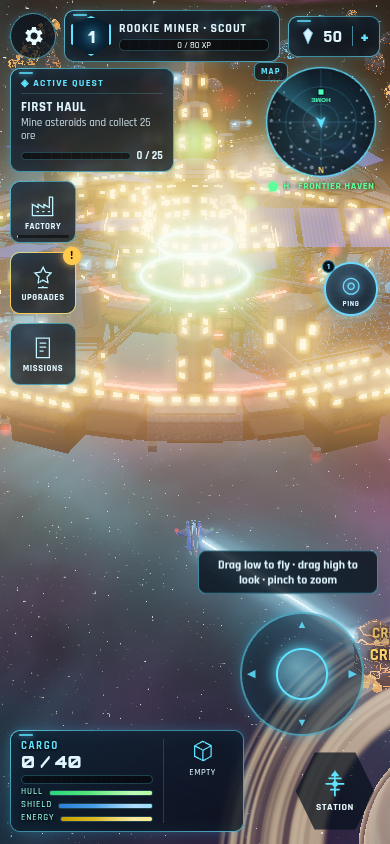 1
ROOKIE MINER · SCOUT
0 / 80 XP
50
+
MAP
ACTIVE QUEST
FIRST HAUL
Mine asteroids and collect 25
ore
0 / 25
HOME
N
FRONTIER HAVEN
FACTORY
!
UPGRADES
1
PING
MISSIONS
Drag low to fly · drag high to
look · pinch to zoom
CARGO
0 / 40
EMPTY
HULL
SHIELD
ENERGY
STATION